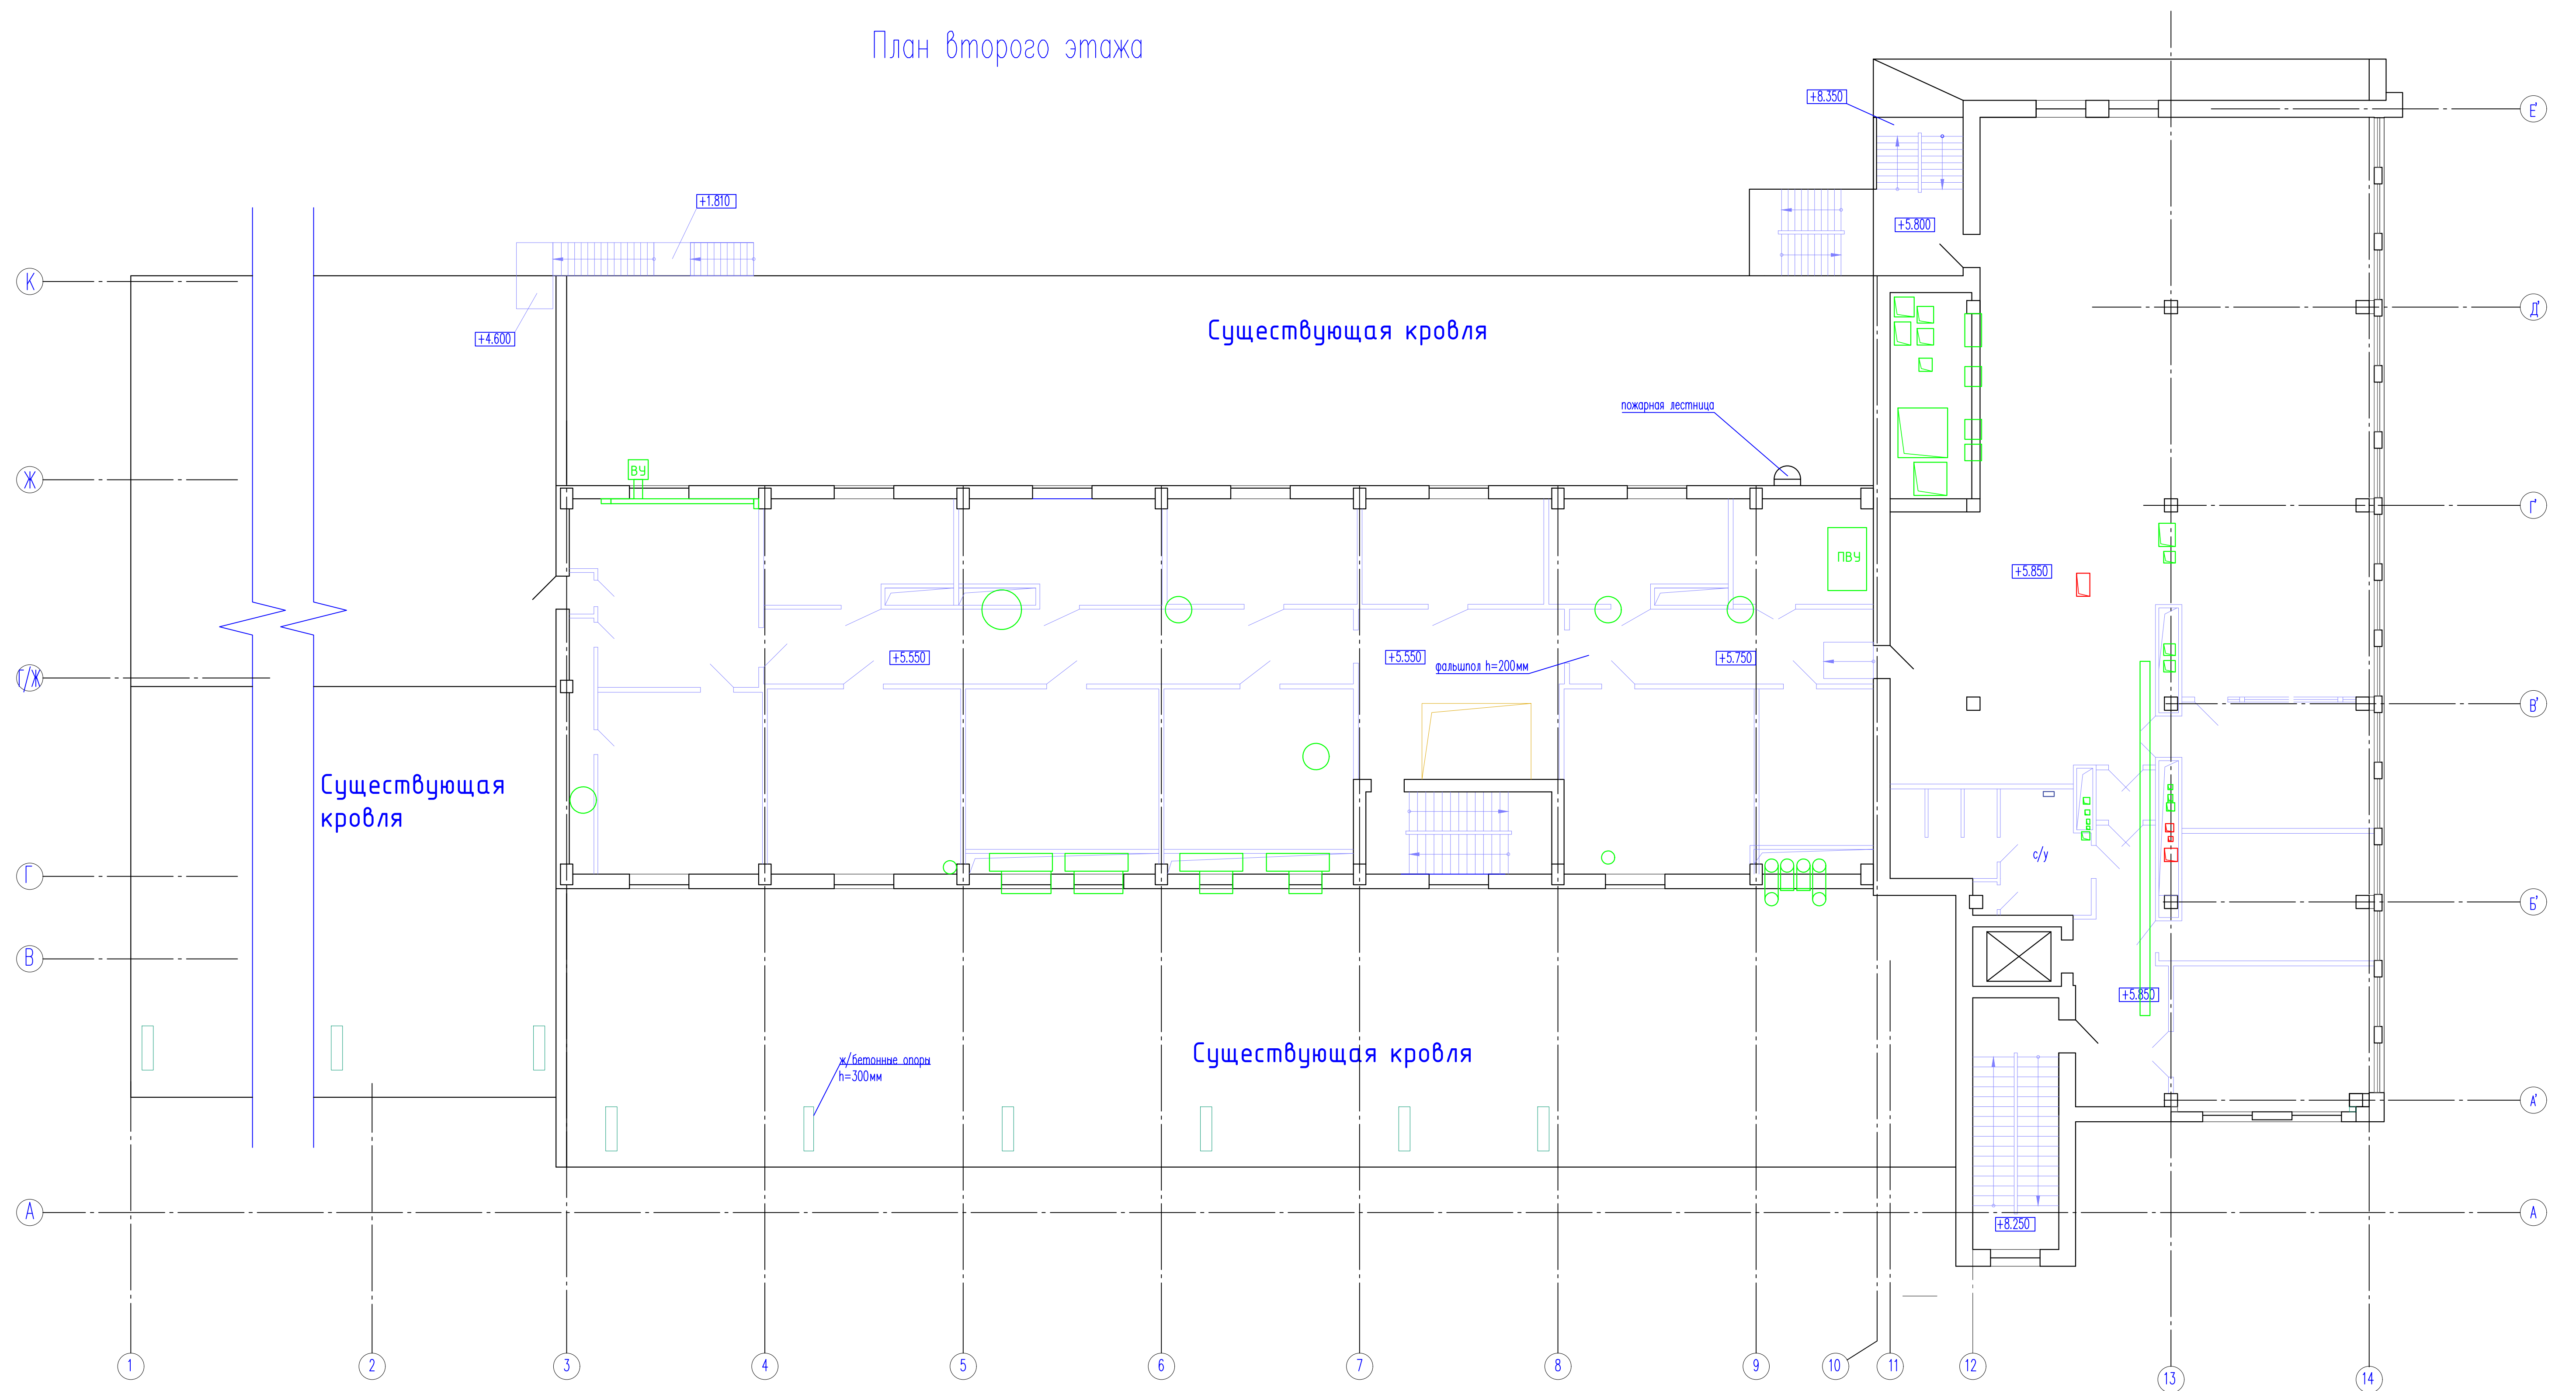 План второго этажа
+8.350
Е'
+1.810
+5.800
К
+4.600
Существующая кровля
Д'
пожарная лестница
ВУ
Ж
Г'
ПВУ
+5.850
+5.550
+5.550
фальшпол h=200мм
+5.750
Г/Ж
В'
Существующая
кровля
с/у
Г
Б'
В
+5.850
ж/бетонные опоры
h=300мм
Существующая кровля
А'
А
+8.250
А
1
2
3
4
5
6
7
8
9
10
11
12
13
14